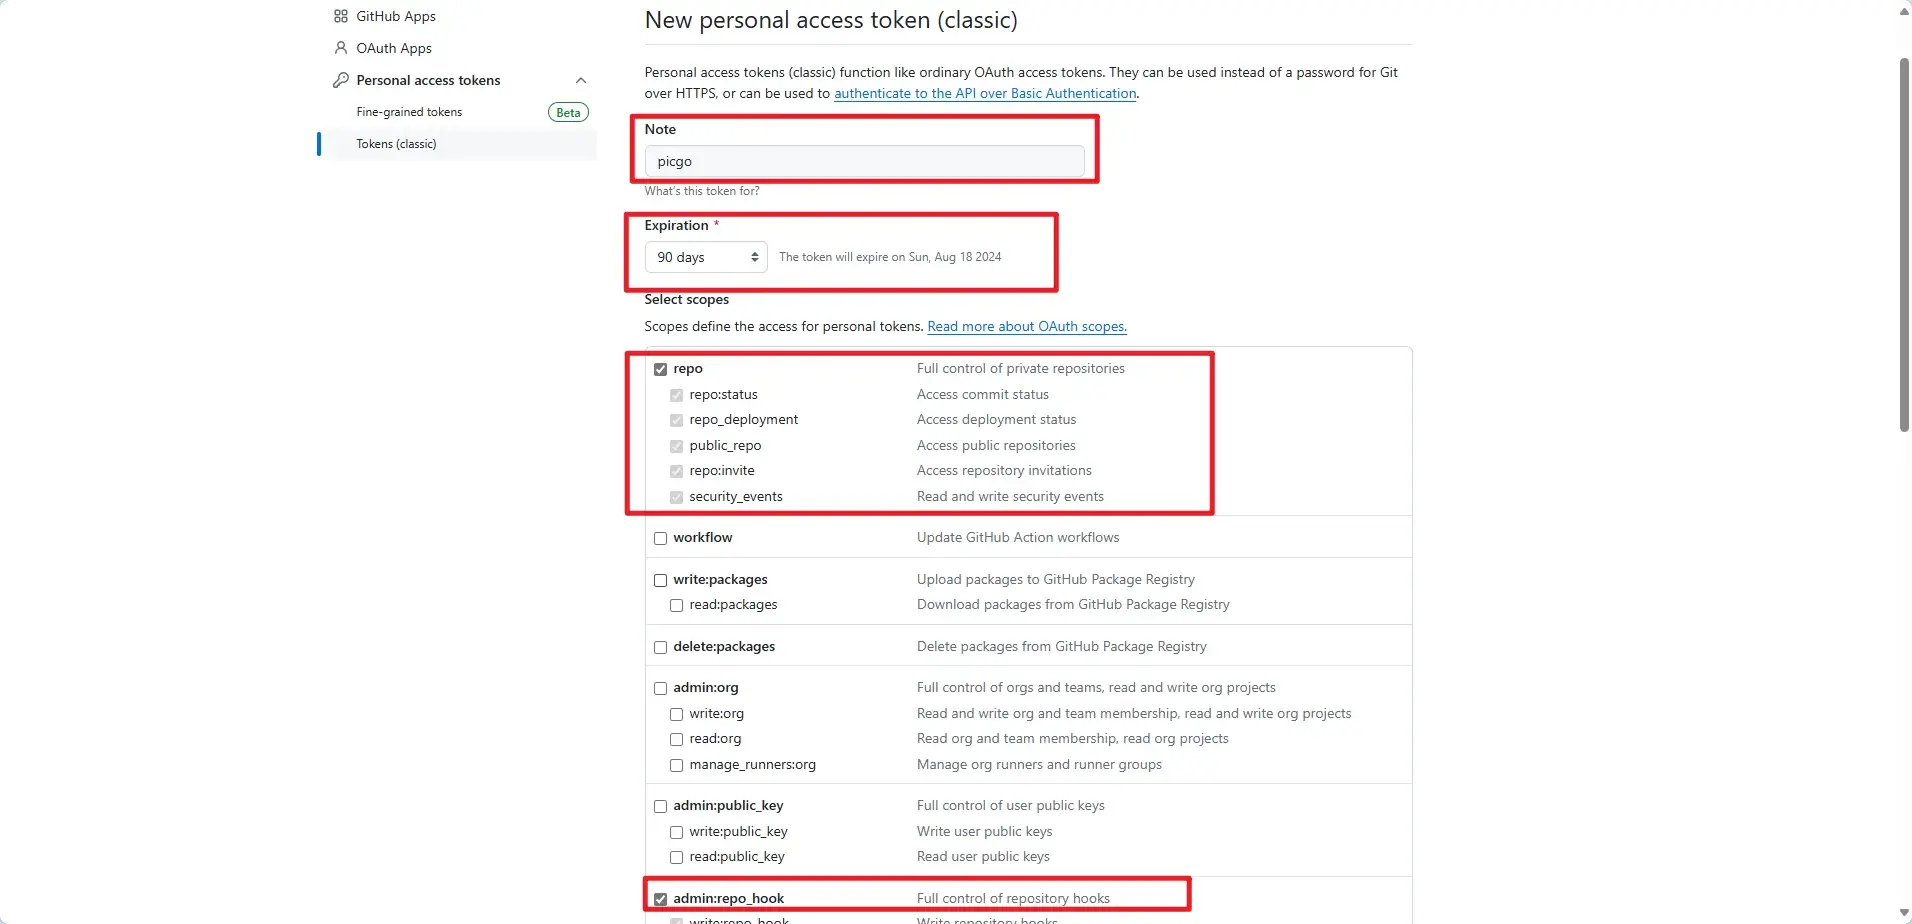 GitHub Apps
OAuth Apps
Personal access tokens
Fine-grained tokens Beta
Tokens (classic)
New personal access token (classic)
Personal access tokens (classic) function like ordinary OAuth access tokens. They can be used instead of a password for Git
over HTTPS, or can be used to authenticate to the API over Basic Authentication.
Note
picgo
What's this token for?
Expiration *
90 days The token will expire on Sun, Aug 18 2024
Select scopes
Scopes define the access for personal tokens. Read more about OAuth scopes.
repo Full control of private repositories
repo:status Access commit status
repo_deployment Access deployment status
public_repo Access public repositories
repo:invite Access repository invitations
security_events Read and write security events
workflow Update GitHub Action workflows
write:packages Upload packages to GitHub Package Registry
read:packages Download packages from GitHub Package Registry
delete:packages Delete packages from GitHub Package Registry
admin:org Full control of orgs and teams, read and write org projects
write:org Read and write org and team membership, read and write org projects
read:org Read org and team membership, read org projects
manage_runners:org Manage org runners and runner groups
admin:public_key Full control of user public keys
write:public_key Write user public keys
read:public_key Read user public keys
admin:repo_hook Full control of repository hooks
write:repo_hook Write repository hooks